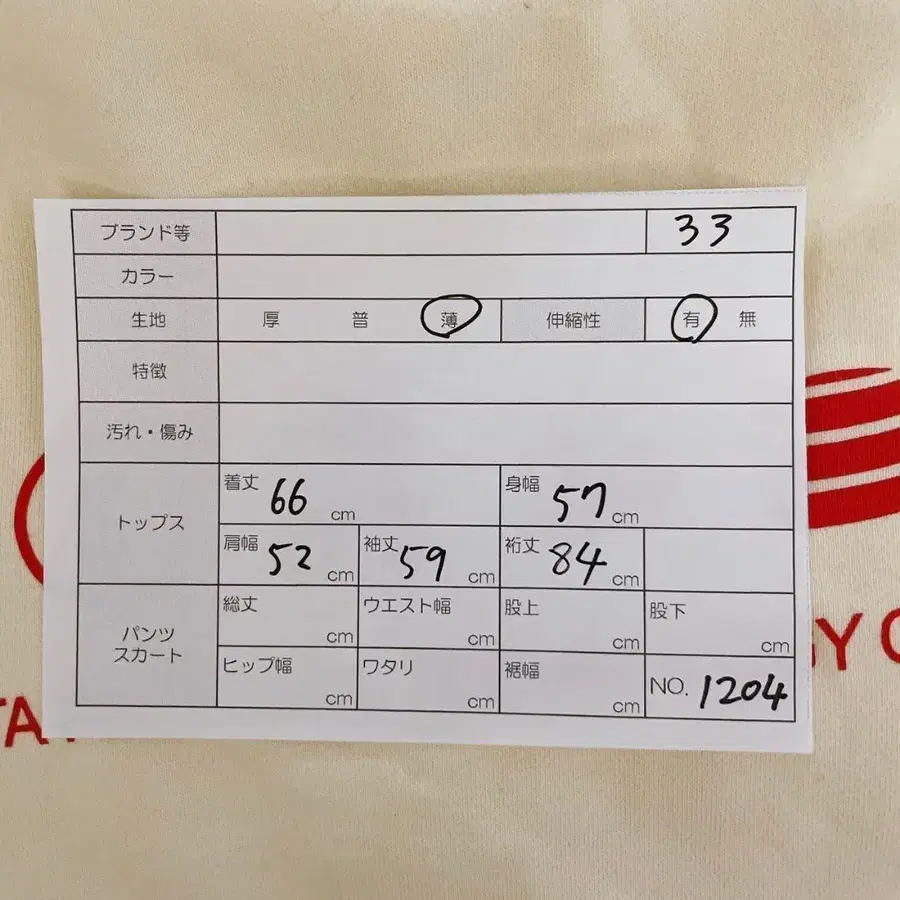 ブランド等 33
カラー
生地 厚 普 薄 伸縮性 有 無
特徴
汚れ・傷み
トップス
着丈 66 cm 身幅 57 cm
肩幅 52 cm 袖丈 59 cm 裄丈 84 cm
パンツ
スカート
総丈 cm ウエスト幅 cm 股上 cm 股下 cm
ヒップ幅 cm ワタリ cm 裾幅 cm NO. 1204